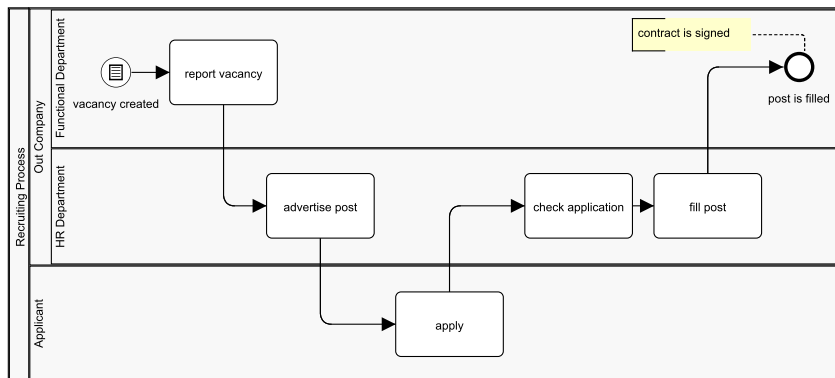 Recruiting Process
Out Company
Functional Department
vacancy created
report vacancy
contract is signed
post is filled
HR Department
advertise post
check application
fill post
Applicant
apply